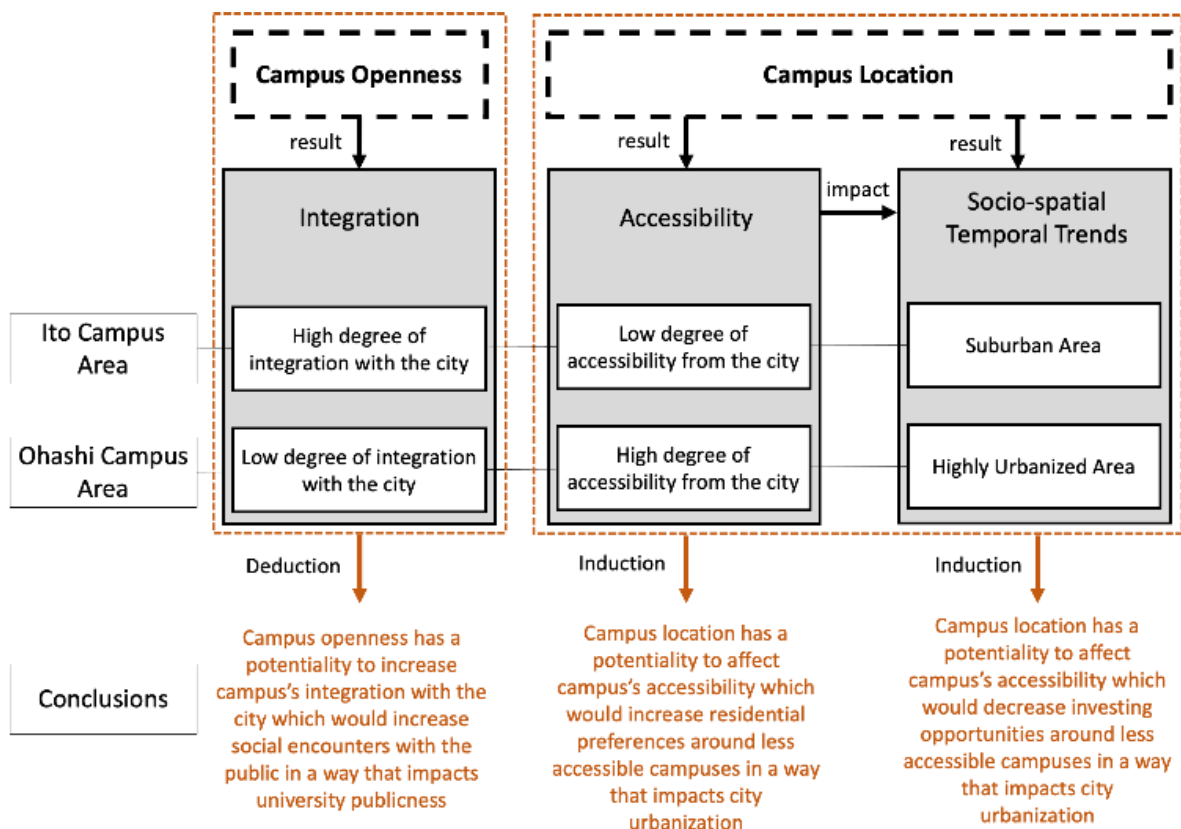 Campus Openness
Campus Location
result
result
result
Integration
Accessibility
impact
Socio-spatial
Temporal Trends
Ito Campus
Area
High degree of
integration with the city
Low degree of
accessibility from the city
Suburban Area
Ohashi Campus
Area
Low degree of integration
with the city
High degree of
accessibility from the city
Highly Urbanized Area
Deduction
Induction
Induction
Conclusions
Campus openness has a
potentiality to increase
campus's integration with the
city which would increase
social encounters with the
public in a way that impacts
university publicness
Campus location has a
potentiality to affect
campus's accessibility which
would increase residential
preferences around less
accessible campuses in a way
that impacts city
urbanization
Campus location has a
potentiality to affect
campus's accessibility which
would decrease investing
opportunities around less
accessible campuses in a way
that impacts city
urbanization